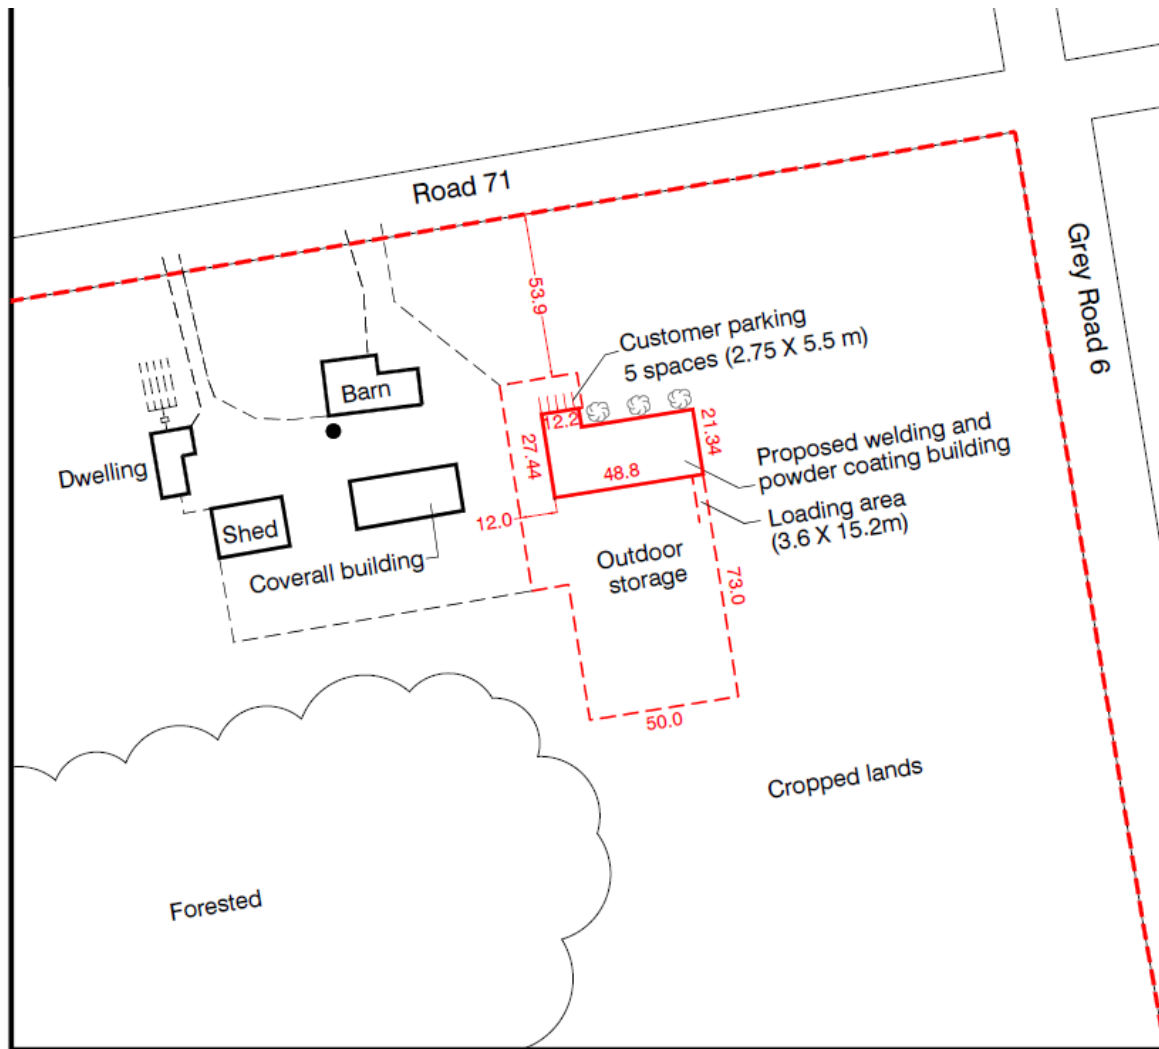 Road 71
Grey Road 6
53.9
Customer parking
5 spaces (2.75 X 5.5 m)
Barn
12.2
27.44
21.34
48.8
Proposed welding and
powder coating building
Dwelling
Loading area
(3.6 X 15.2m)
12.0
Shed
Coverall building
Outdoor
storage
73.0
50.0
Cropped lands
Forested